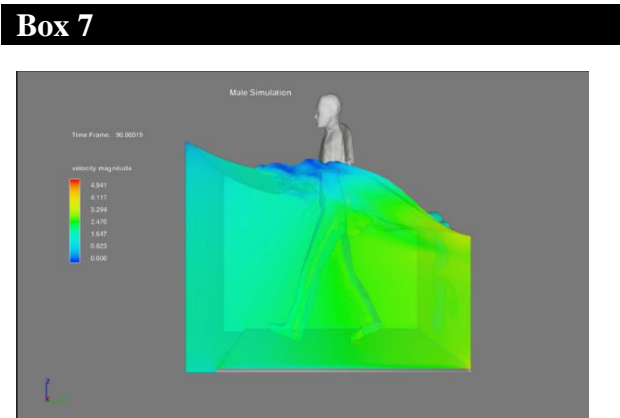 Box 7
Male Simulation
Time Frame: 90.00019
velocity magnitude
4.941
4.117
3.294
2.470
1.647
0.823
0.000
z